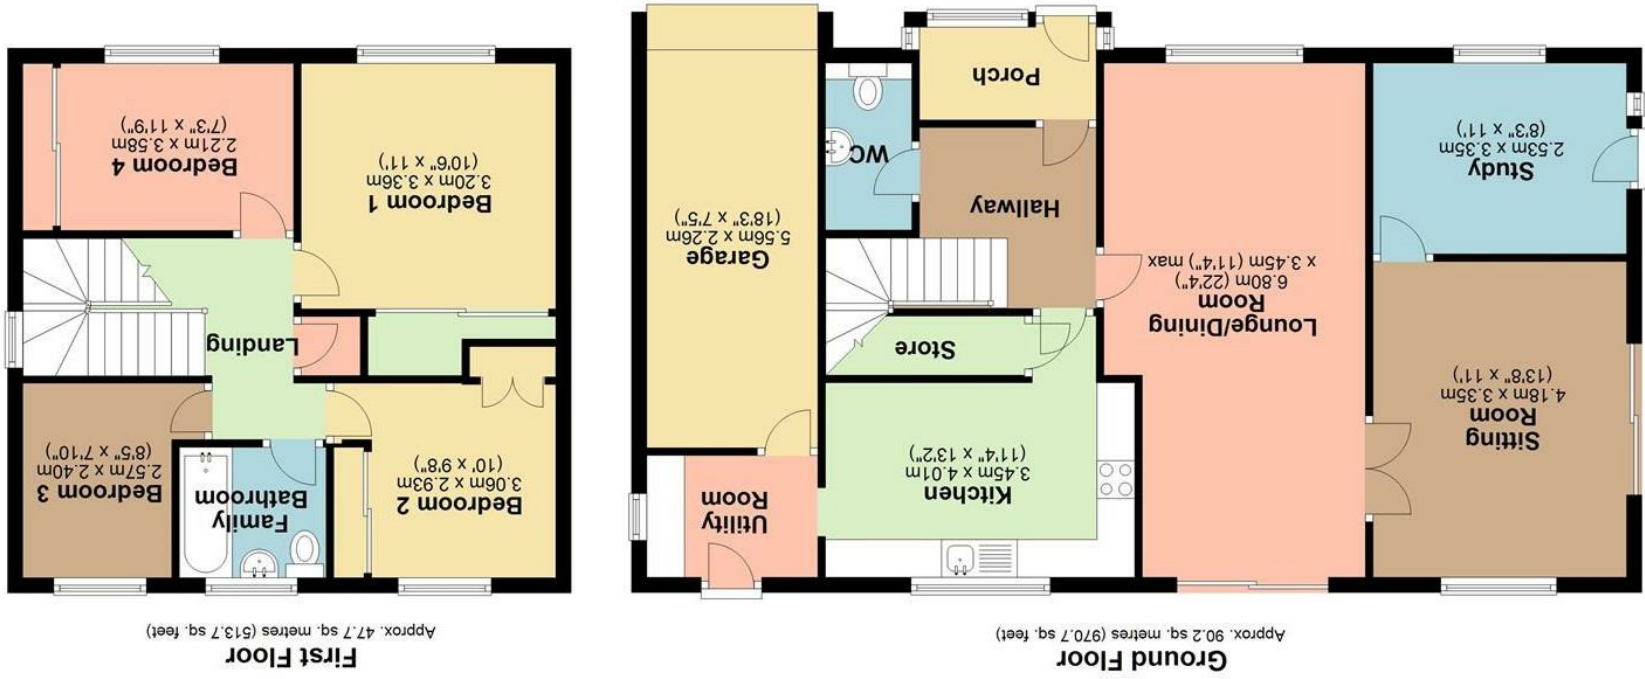 Ground Floor
Approx. 90.2 sq. metres (970.7 sq. feet)
Sitting
Room
4.18m x 3.35m
(13'8" x 11')
Kitchen
3.45m x 4.01m
(11'4" x 13'2")
Utility
Room
Store
Lounge/Dining
Room
6.80m (22'4")
x 3.45m (11'4") max
Garage
5.56m x 2.26m
(18'3" x 7'5")
Hallway
Study
2.53m x 3.35m
(8'3" x 11')
WC
Porch
First Floor
Approx. 47.7 sq. metres (513.7 sq. feet)
Bedroom 2
3.06m x 2.93m
(10' x 9'8")
Family
Bathroom
Bedroom 3
2.57m x 2.40m
(8'5" x 7'10")
Landing
Bedroom 1
3.20m x 3.36m
(10'6" x 11')
Bedroom 4
2.21m x 3.58m
(7'3" x 11'9")